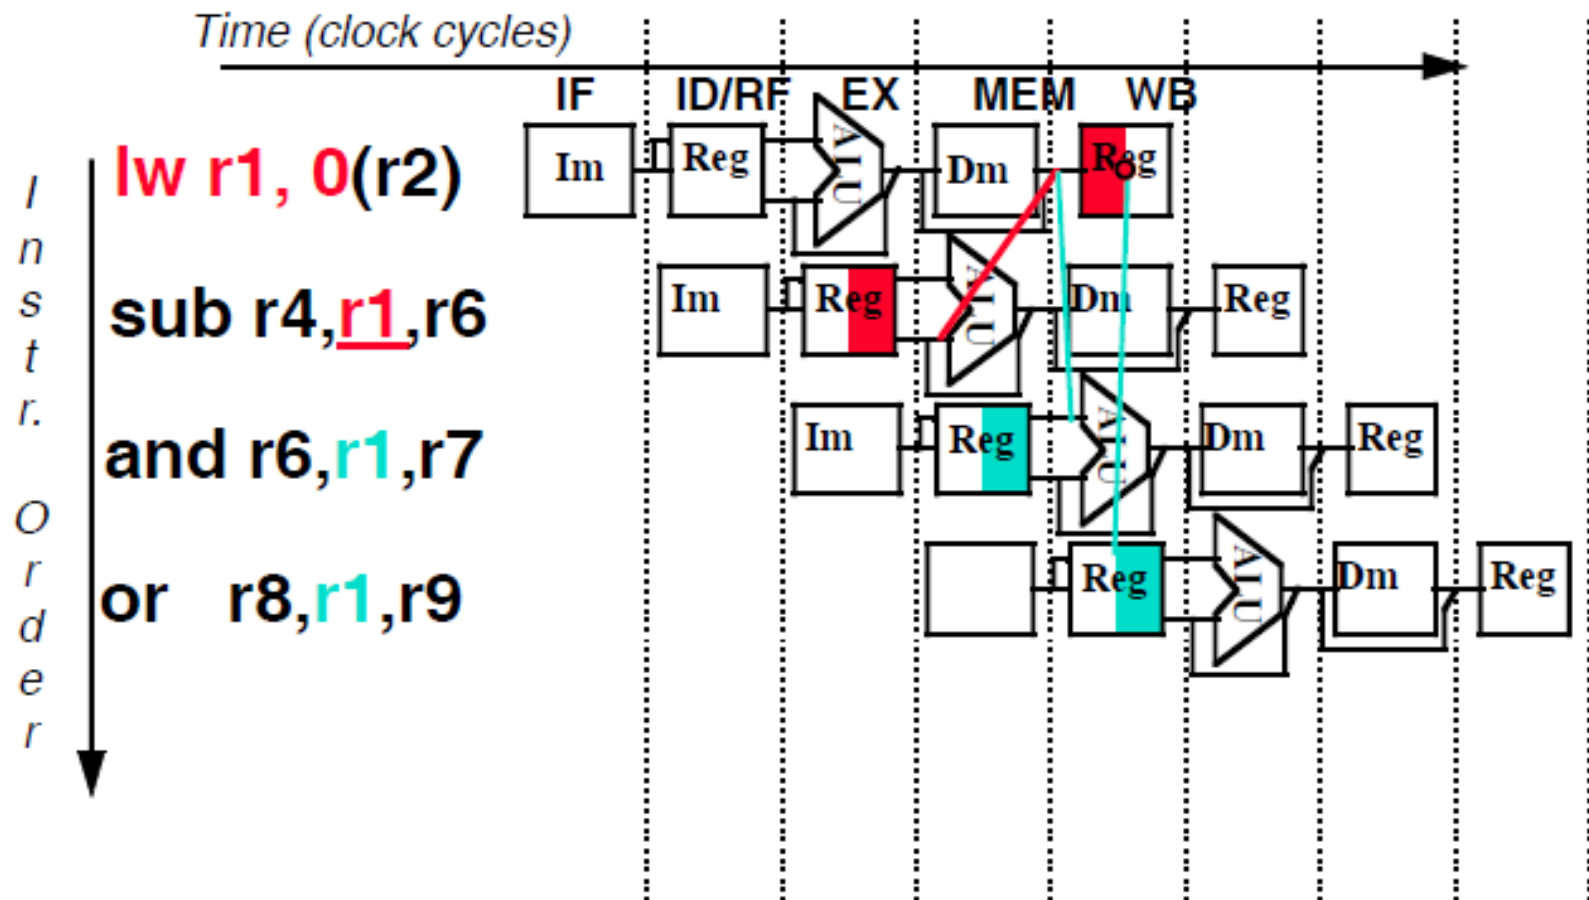 Time (clock cycles)
IF ID/RF EX MEM WB
Instr. Order
lw r1, 0(r2)
Im Reg ALU Dm Reg
sub r4,r1,r6
Im Reg ALU Dm Reg
and r6,r1,r7
Im Reg ALU Dm Reg
or r8,r1,r9
Reg ALU Dm Reg